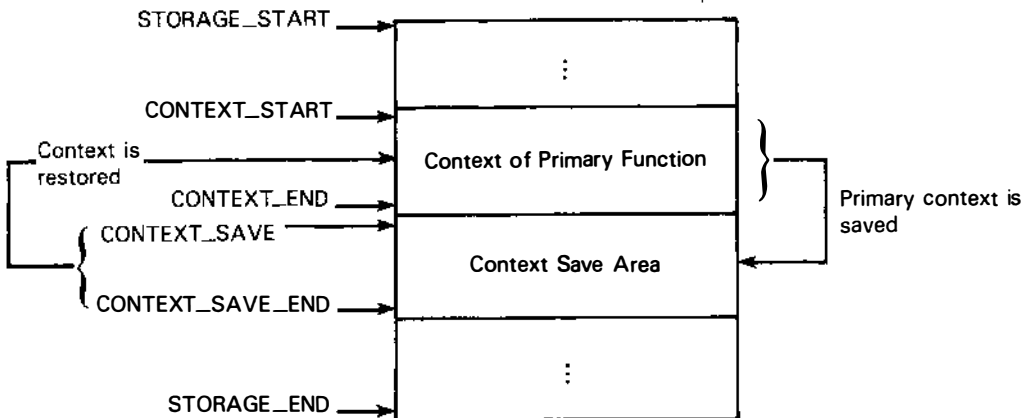 STORAGE_START
⋮
CONTEXT_START
Context is
restored
Context of Primary Function
CONTEXT_END
Primary context is
saved
CONTEXT_SAVE
Context Save Area
CONTEXT_SAVE_END
⋮
STORAGE_END